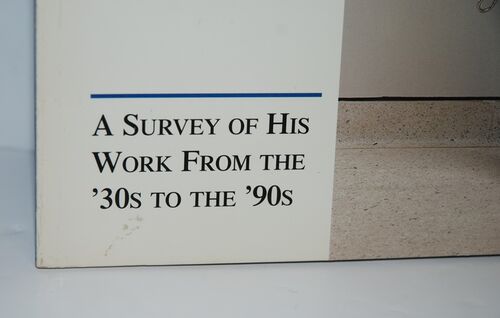 A Survey of His
Work From the
’30s to the ’90s